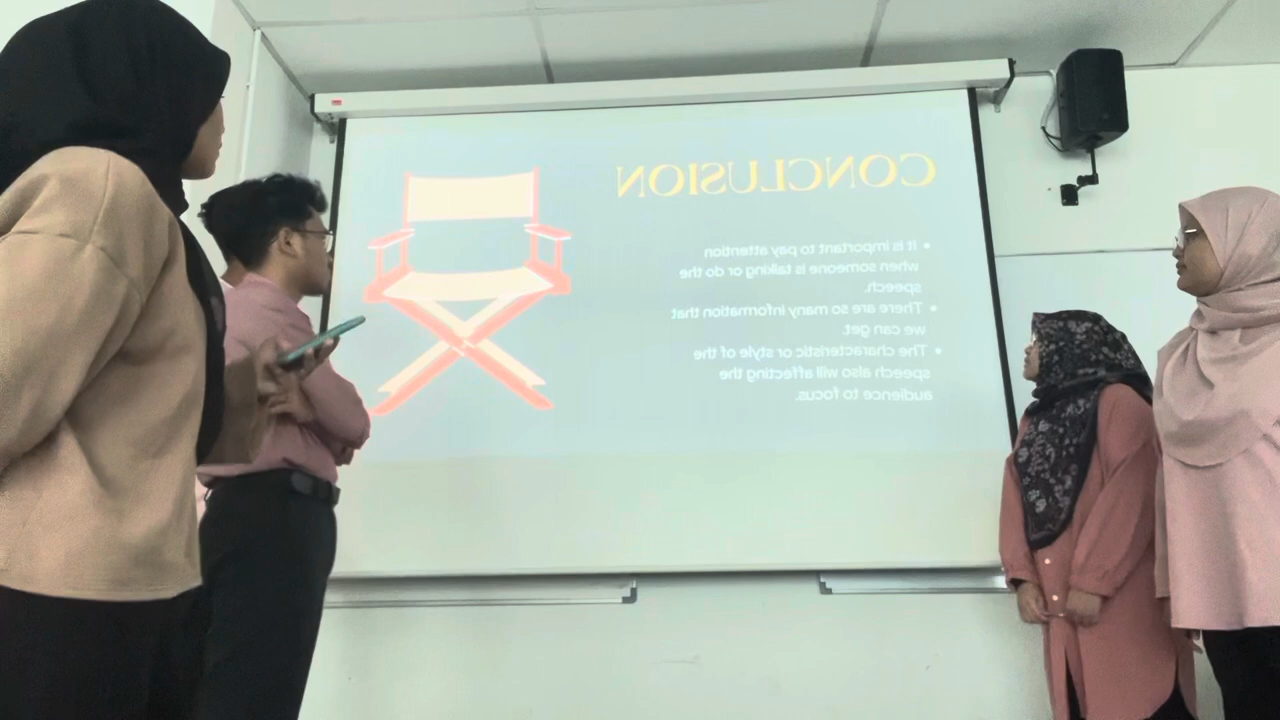 CONCLUSION
• It is important to pay attention
when someone is talking or do the
speech.
• There are so many information that
we can get.
• The characteristic or style of the
speech also will affecting the
audience to focus.